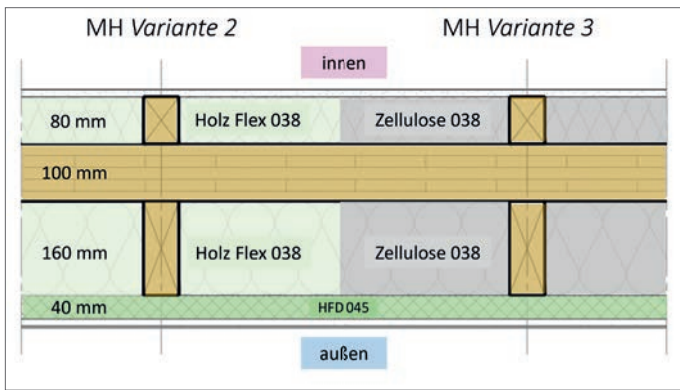 MH Variante 2 MH Variante 3
innen
80 mm Holz Flex 038 Zellulose 038
100 mm
160 mm Holz Flex 038 Zellulose 038
40 mm HFD 045
außen